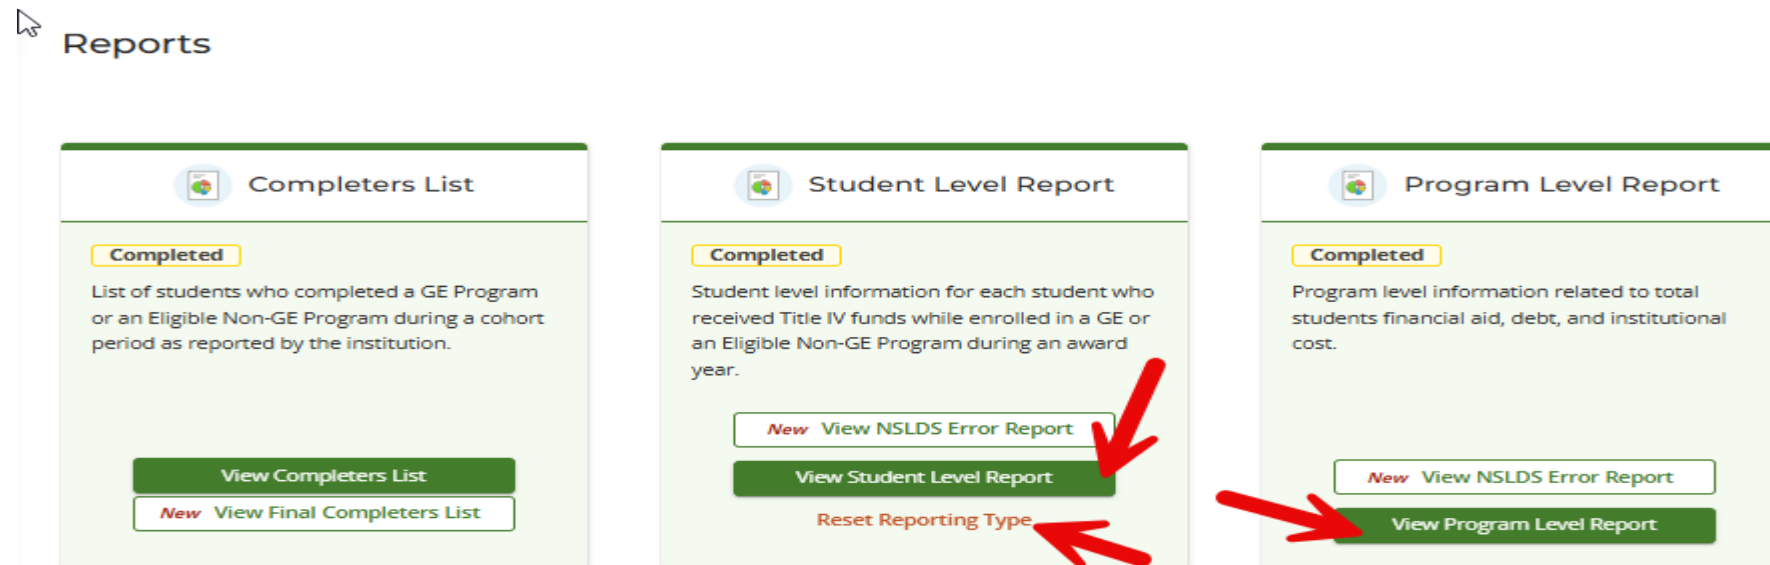 Reports
Completers List
Completed
List of students who completed a GE Program
or an Eligible Non-GE Program during a cohort
period as reported by the institution.
View Completers List
New View Final Completers List
Student Level Report
Completed
Student level information for each student who
received Title IV funds while enrolled in a GE or
an Eligible Non-GE Program during an award
year.
New View NSLDS Error Report
View Student Level Report
Reset Reporting Type
Program Level Report
Completed
Program level information related to total
students financial aid, debt, and institutional
cost.
New View NSLDS Error Report
View Program Level Report